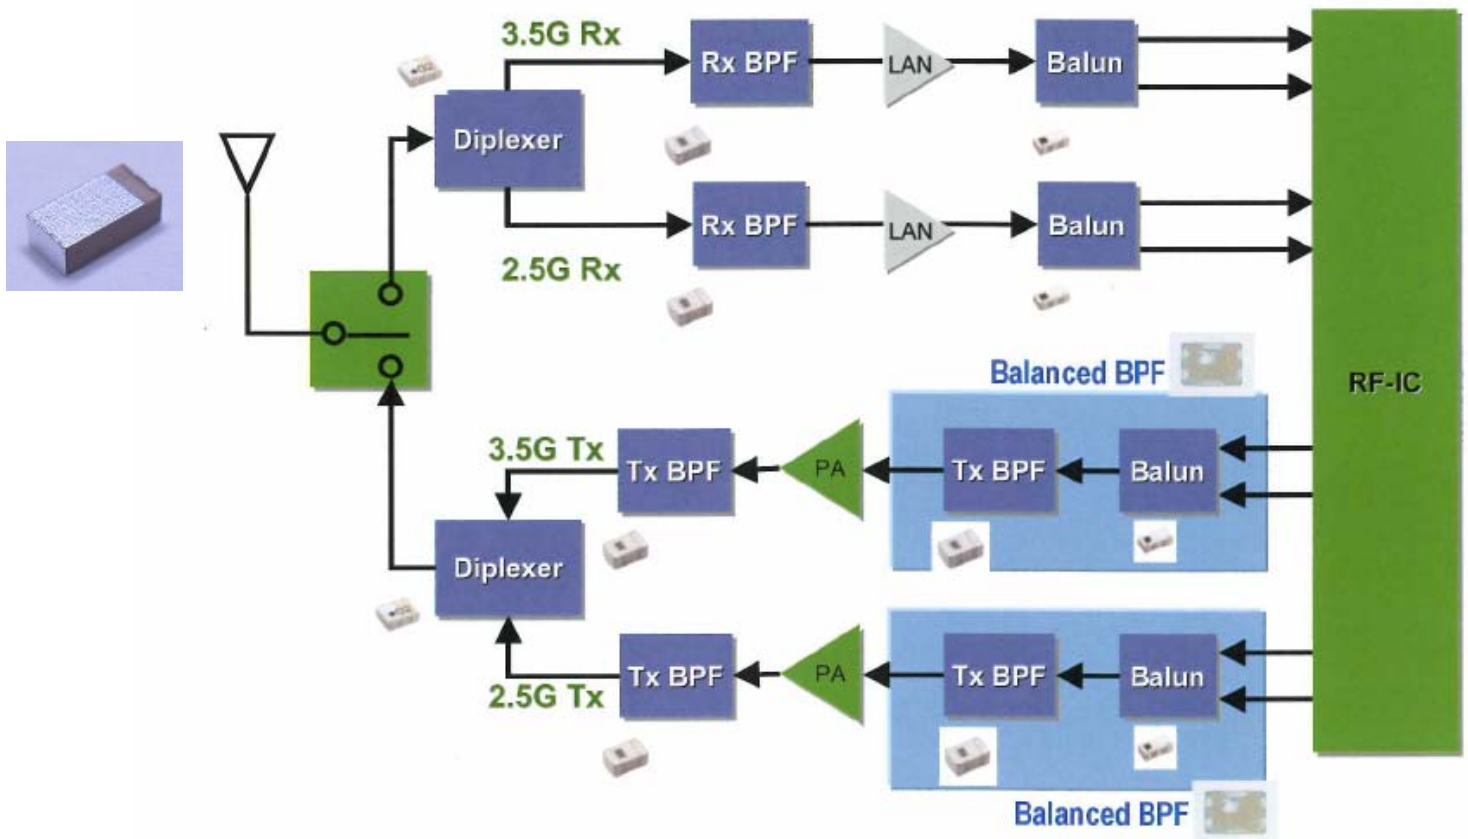 3.5G Rx
Rx BPF
LAN
Balun
Diplexer
Rx BPF
LAN
Balun
2.5G Rx
RF-IC
Balanced BPF
3.5G Tx
Tx BPF
PA
Tx BPF
Balun
Diplexer
Tx BPF
PA
Tx BPF
Balun
2.5G Tx
Balanced BPF